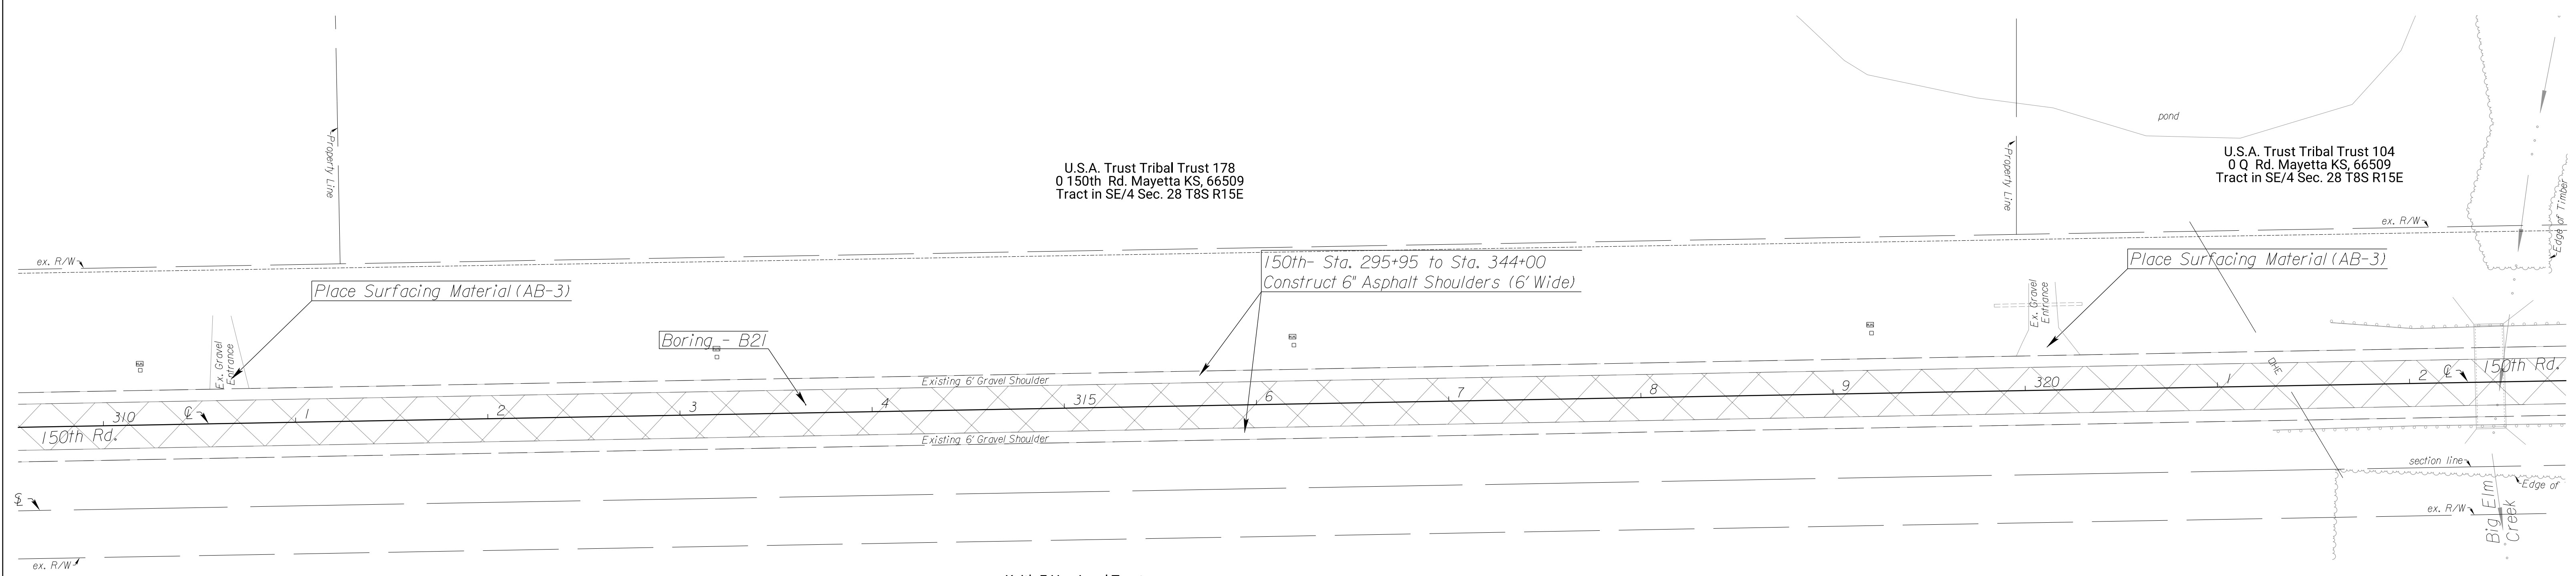 Property Line
U.S.A. Trust Tribal Trust 178
0 150th Rd. Mayetta KS, 66509
Tract in SE/4 Sec. 28 T8S R15E
Property Line
pond
U.S.A. Trust Tribal Trust 104
0 Q Rd. Mayetta KS, 66509
Tract in SE/4 Sec. 28 T8S R15E
Edge of Timber
ex. R/W
ex. R/W
Place Surfacing Material (AB-3)
150th- Sta. 295+95 to Sta. 344+00
Construct 6" Asphalt Shoulders (6' Wide)
Place Surfacing Material (AB-3)
Ex. Gravel
Entrance
Boring - B21
Ex. Gravel
Entrance
Existing 6' Gravel Shoulder
150th Rd.
310
1
2
3
4
315
6
7
8
9
320
1
OHE
2
150th Rd.
Existing 6' Gravel Shoulder
section line
Edge of
Big Elm
Creek
ex. R/W
ex. R/W